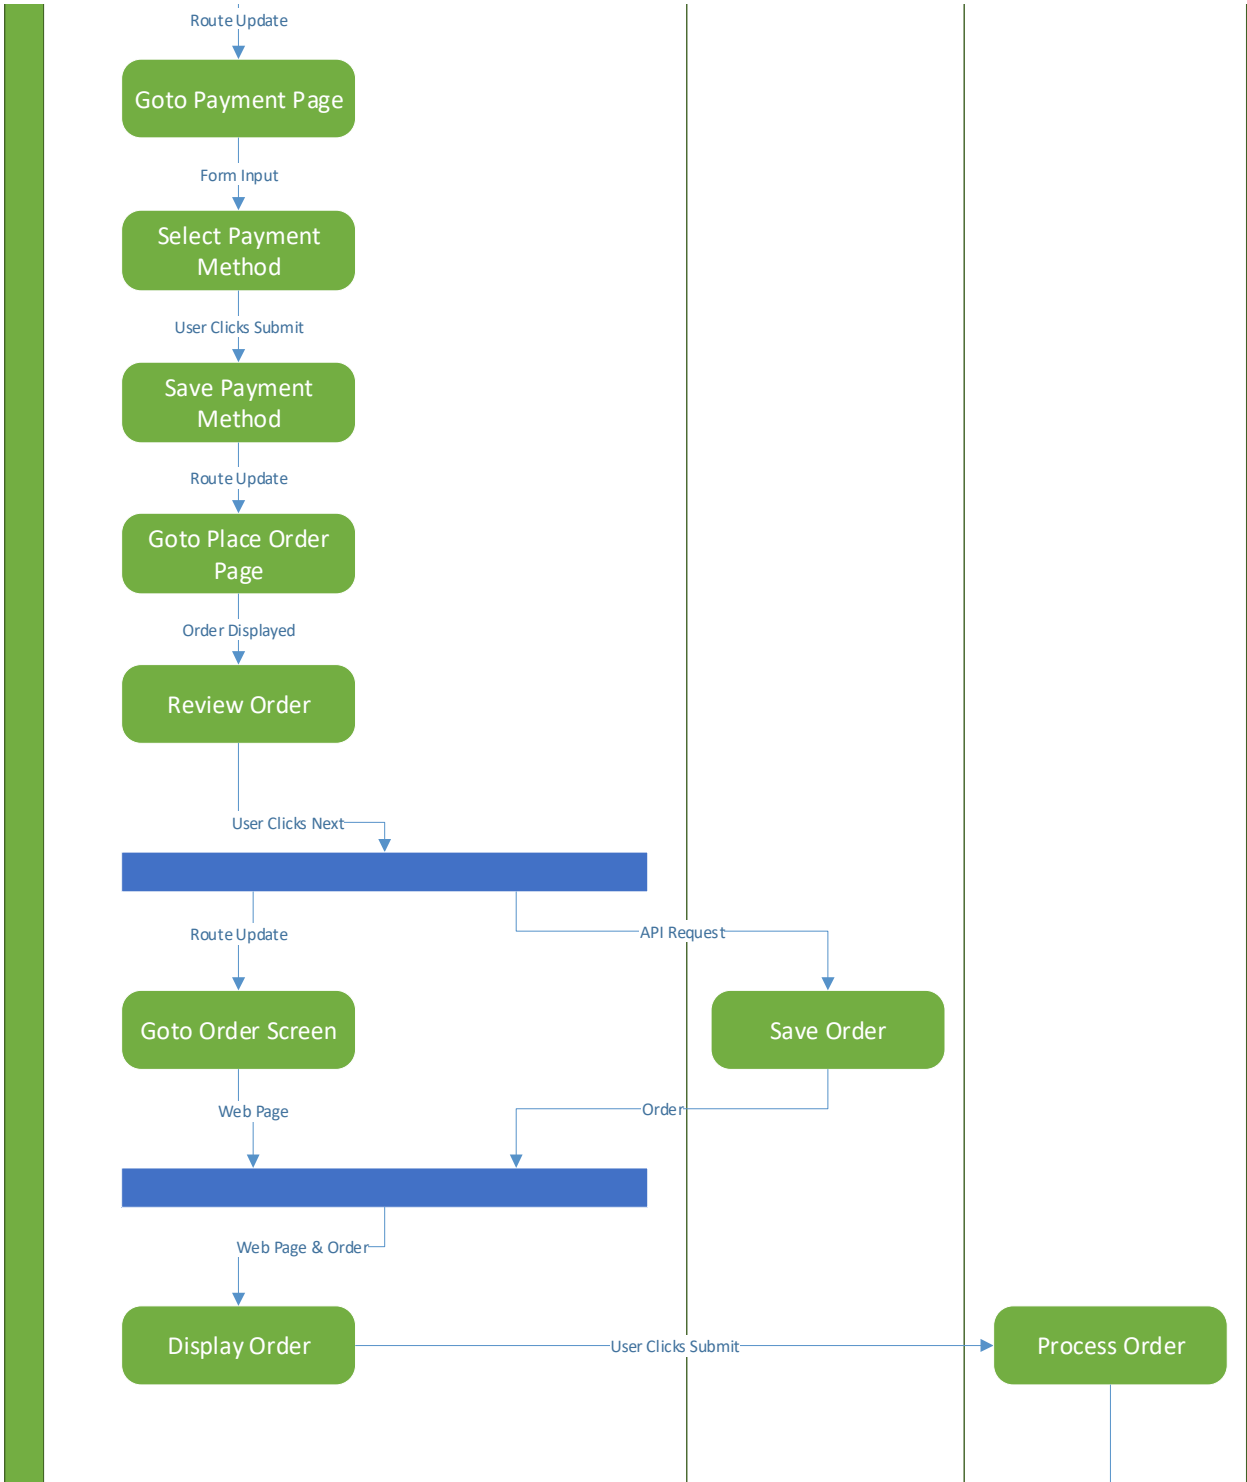 Route Update
Goto Payment Page
Form Input
Select Payment
Method
User Clicks Submit
Save Payment
Method
Route Update
Goto Place Order
Page
Order Displayed
Review Order
User Clicks Next
Route Update
API Request
Goto Order Screen
Save Order
Web Page
Order
Web Page & Order
Display Order
User Clicks Submit
Process Order